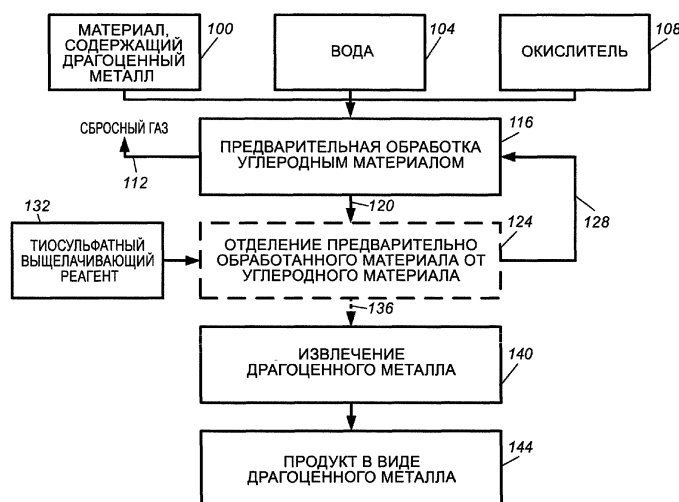 МАТЕРИАЛ,
СОДЕРЖАЩИЙ
ДРАГОЦЕННЫЙ
МЕТАЛЛ
100
ВОДА
104
ОКИСЛИТЕЛЬ
108
СБРОСНЫЙ ГАЗ
112
ПРЕДВАРИТЕЛЬНАЯ ОБРАБОТКА
УГЛЕРОДНЫМ МАТЕРИАЛОМ
116
120
128
132
ТИОСУЛЬФАТНЫЙ
ВЫЩЕЛАЧИВАЮЩИЙ
РЕАГЕНТ
124
ОТДЕЛЕНИЕ ПРЕДВАРИТЕЛЬНО
ОБРАБОТАННОГО МАТЕРИАЛА ОТ
УГЛЕРОДНОГО МАТЕРИАЛА
136
ИЗВЛЕЧЕНИЕ
ДРАГОЦЕННОГО МЕТАЛЛА
140
ПРОДУКТ В ВИДЕ
ДРАГОЦЕННОГО МЕТАЛЛА
144